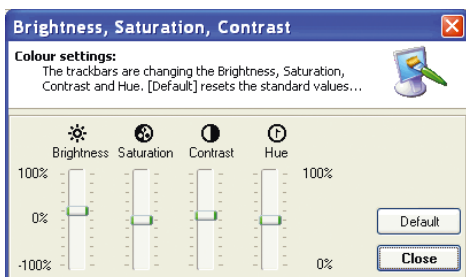 Brightness, Saturation, Contrast
Colour settings:
The trackbars are changing the Brightness, Saturation,
Contrast and Hue. [Default] resets the standard values...
Brightness Saturation Contrast Hue
100% 100%
0%
Default
-100% 0%
Close